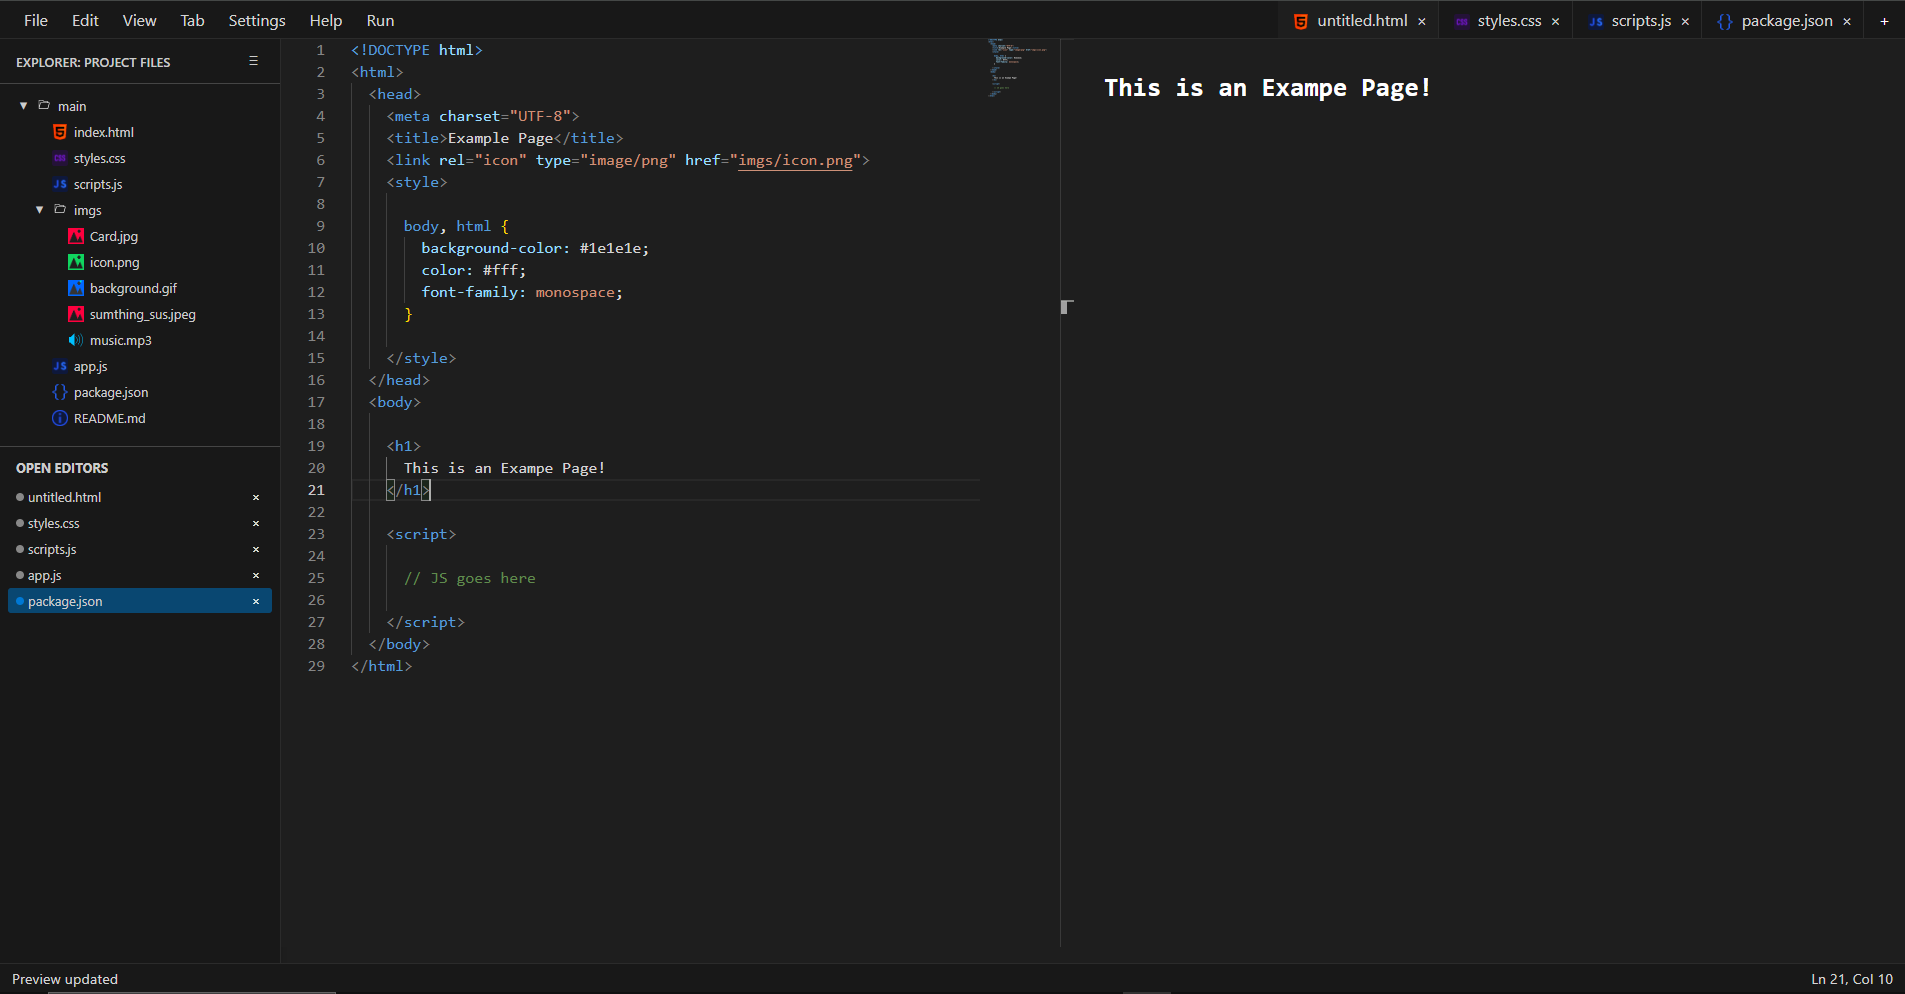 File Edit View Tab Settings Help Run
untitled.html × styles.css × scripts.js × package.json × +
EXPLORER: PROJECT FILES
main
index.html
styles.css
scripts.js
imgs
Card.jpg
icon.png
background.gif
sumthing_sus.jpeg
music.mp3
app.js
package.json
README.md
OPEN EDITORS
untitled.html ×
styles.css ×
scripts.js ×
app.js ×
package.json ×
1 <!DOCTYPE html>
2 <html>
3 <head>
4 <meta charset="UTF-8">
5 <title>Example Page</title>
6 <link rel="icon" type="image/png" href="imgs/icon.png">
7 <style>
8
9 body, html {
10 background-color: #1e1e1e;
11 color: #fff;
12 font-family: monospace;
13 }
14
15 </style>
16 </head>
17 <body>
18
19 <h1>
20 This is an Exampe Page!
21 </h1>
22
23 <script>
24
25 // JS goes here
26
27 </script>
28 </body>
29 </html>
This is an Exampe Page!
Preview updated
Ln 21, Col 10